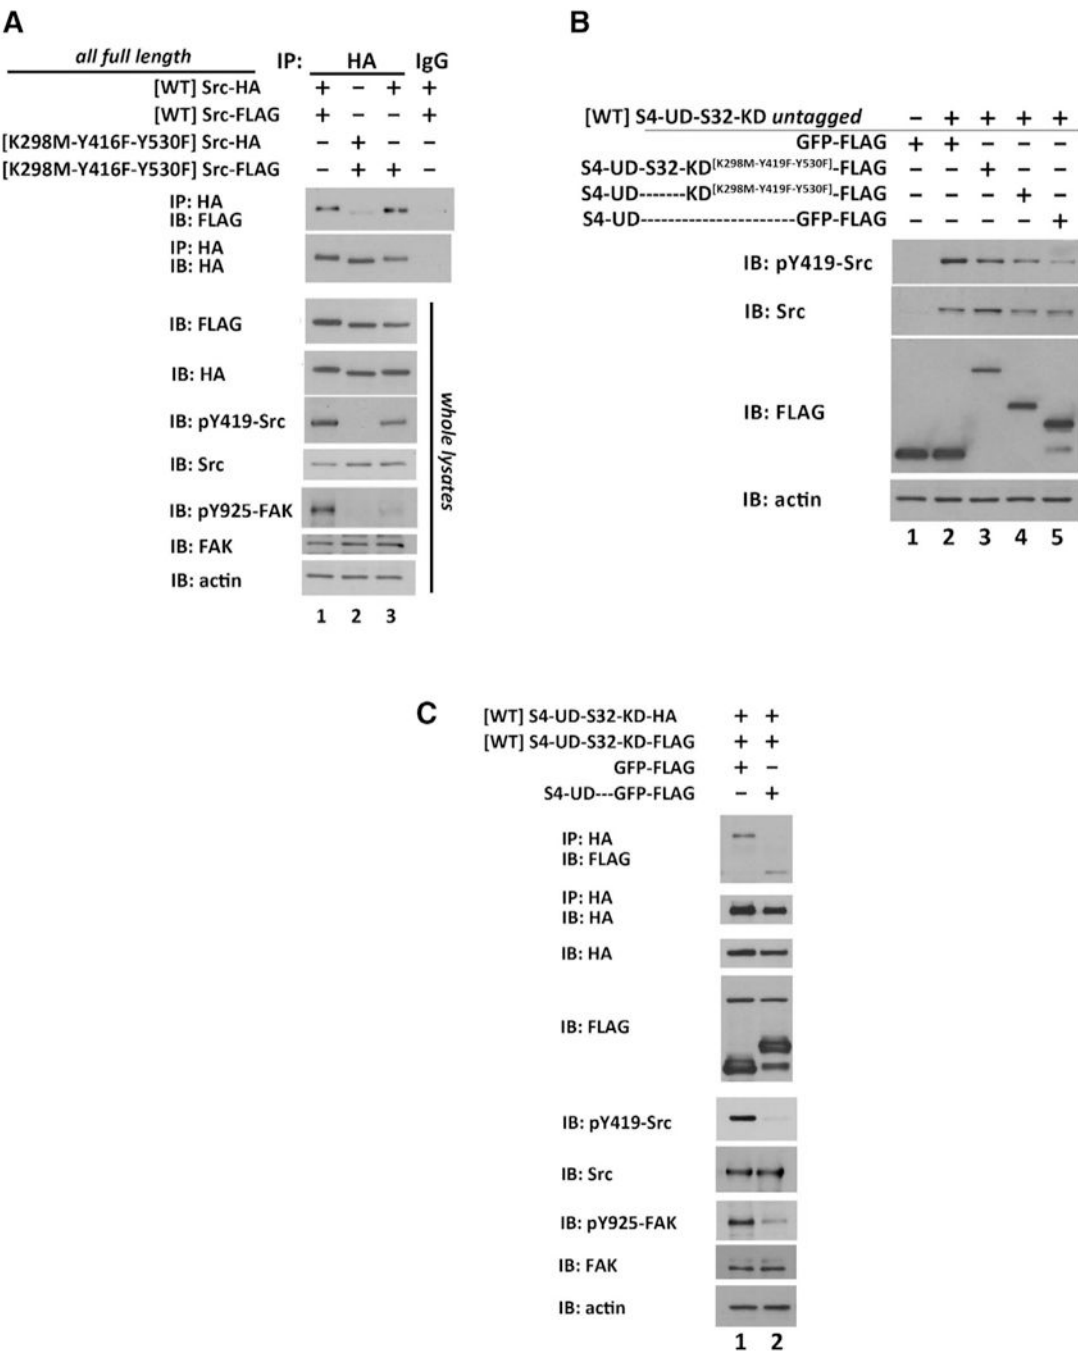 A
all full length IP: HA IgG
[WT] Src-HA + – + +
[WT] Src-FLAG + – – +
[K298M-Y416F-Y530F] Src-HA – + – –
[K298M-Y416F-Y530F] Src-FLAG – + + –
IP: HA
IB: FLAG
IP: HA
IB: HA
IB: FLAG
IB: HA
IB: pY419-Src
IB: Src
IB: pY925-FAK
IB: FAK
IB: actin
whole lysates
1 2 3
B
[WT] S4-UD-S32-KD untagged – + + + +
GFP-FLAG + + – – –
S4-UD-S32-KD[K298M-Y419F-Y530F]-FLAG – – + – –
S4-UD-------KD[K298M-Y419F-Y530F]-FLAG – – – + –
S4-UD-----------------------GFP-FLAG – – – – +
IB: pY419-Src
IB: Src
IB: FLAG
IB: actin
1 2 3 4 5
C
[WT] S4-UD-S32-KD-HA + +
[WT] S4-UD-S32-KD-FLAG + +
GFP-FLAG + –
S4-UD---GFP-FLAG – +
IP: HA
IB: FLAG
IP: HA
IB: HA
IB: HA
IB: FLAG
IB: pY419-Src
IB: Src
IB: pY925-FAK
IB: FAK
IB: actin
1 2